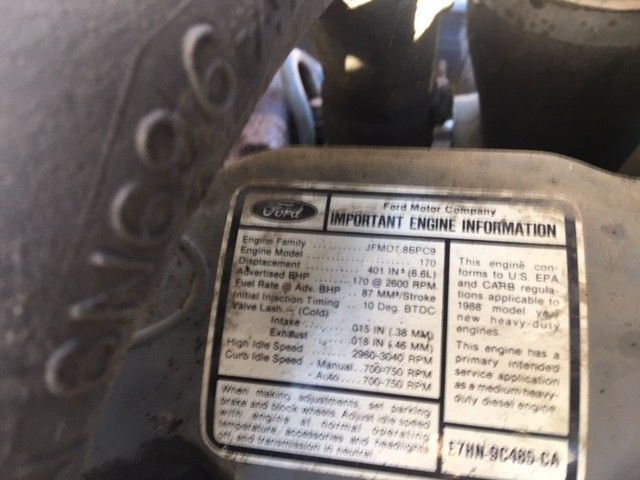 9N1696
Ford
Ford Motor Company
IMPORTANT ENGINE INFORMATION
Engine Family JFM07.8BPC9
Engine Model 170
Displacement 401 IN³ (6.6L)
Advertised BHP 170 @ 2600 RPM
Fuel Rate @ Adv. BHP 87 MM³/Stroke
Initial Injection Timing 10 Deg. BTDC
Valve Lash - (Cold)
Intake .015 IN (.38 MM)
Exhaust .018 IN (.46 MM)
High Idle Speed 2960-3040 RPM
Curb Idle Speed - Manual 700-750 RPM
- Auto 700-750 RPM
When making adjustments, set parking
brake and block wheels. Adjust idle speed
with engine at normal operating
temperature, accessories and headlights
off, and transmission in neutral.
This engine con-
forms to U.S. EPA
and CARB regula-
tions applicable to
1988 model year
new heavy-duty
engines.
This engine has a
primary intended
service application
as a medium heavy-
duty diesel engine
E7HN-9C485-CA